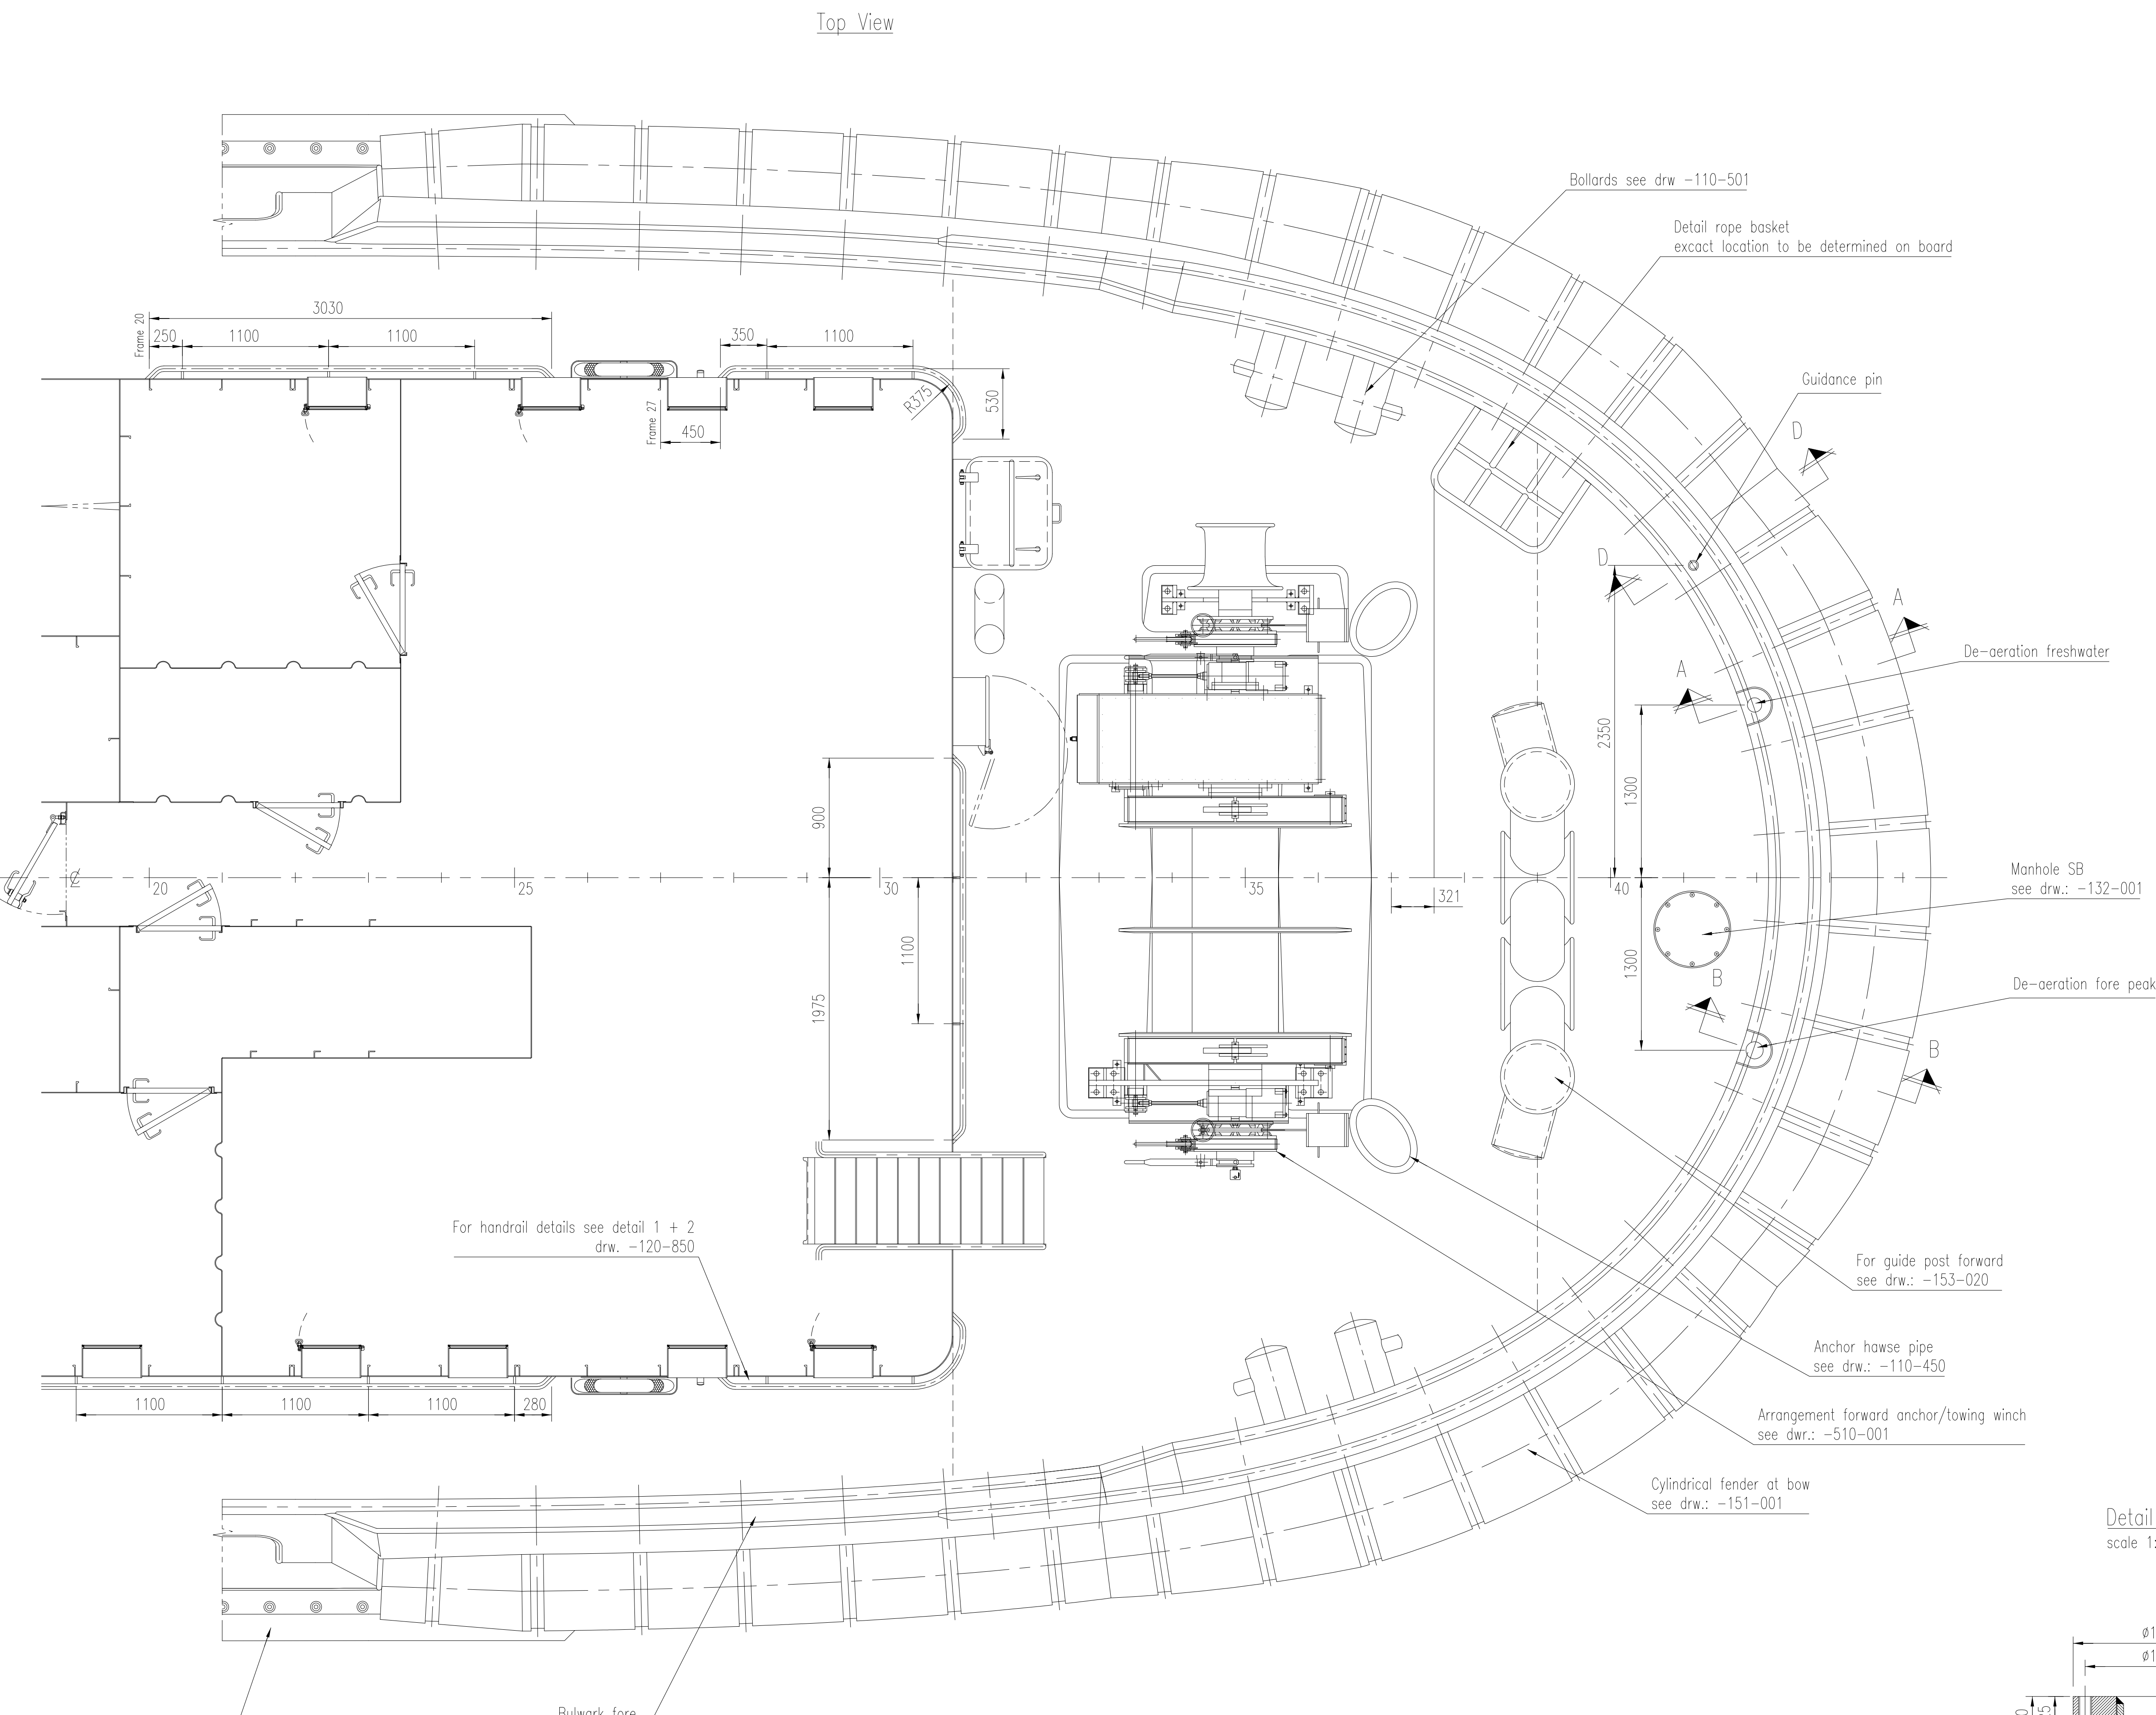 Top View
Bollards see drw -110-501
Detail rope basket
excact location to be determined on board
Frame 20
3030
250
1100
1100
350
1100
Guidance pin
R375
530
Frame 27
450
D
D
A
A
De-aeration freshwater
2350
1300
900
20
25
30
35
40
321
Manhole SB
see drw.: -132-001
1975
1100
1300
B
De-aeration fore peak
B
For handrail details see detail 1 + 2
drw. -120-850
For guide post forward
see drw.: -153-020
Anchor hawse pipe
see drw.: -110-450
1100
1100
1100
280
Arrangement forward anchor/towing winch
see dwr.: -510-001
Cylindrical fender at bow
see drw.: -151-001
Detail
scale 1:
Bulwark fore
ø1
ø1